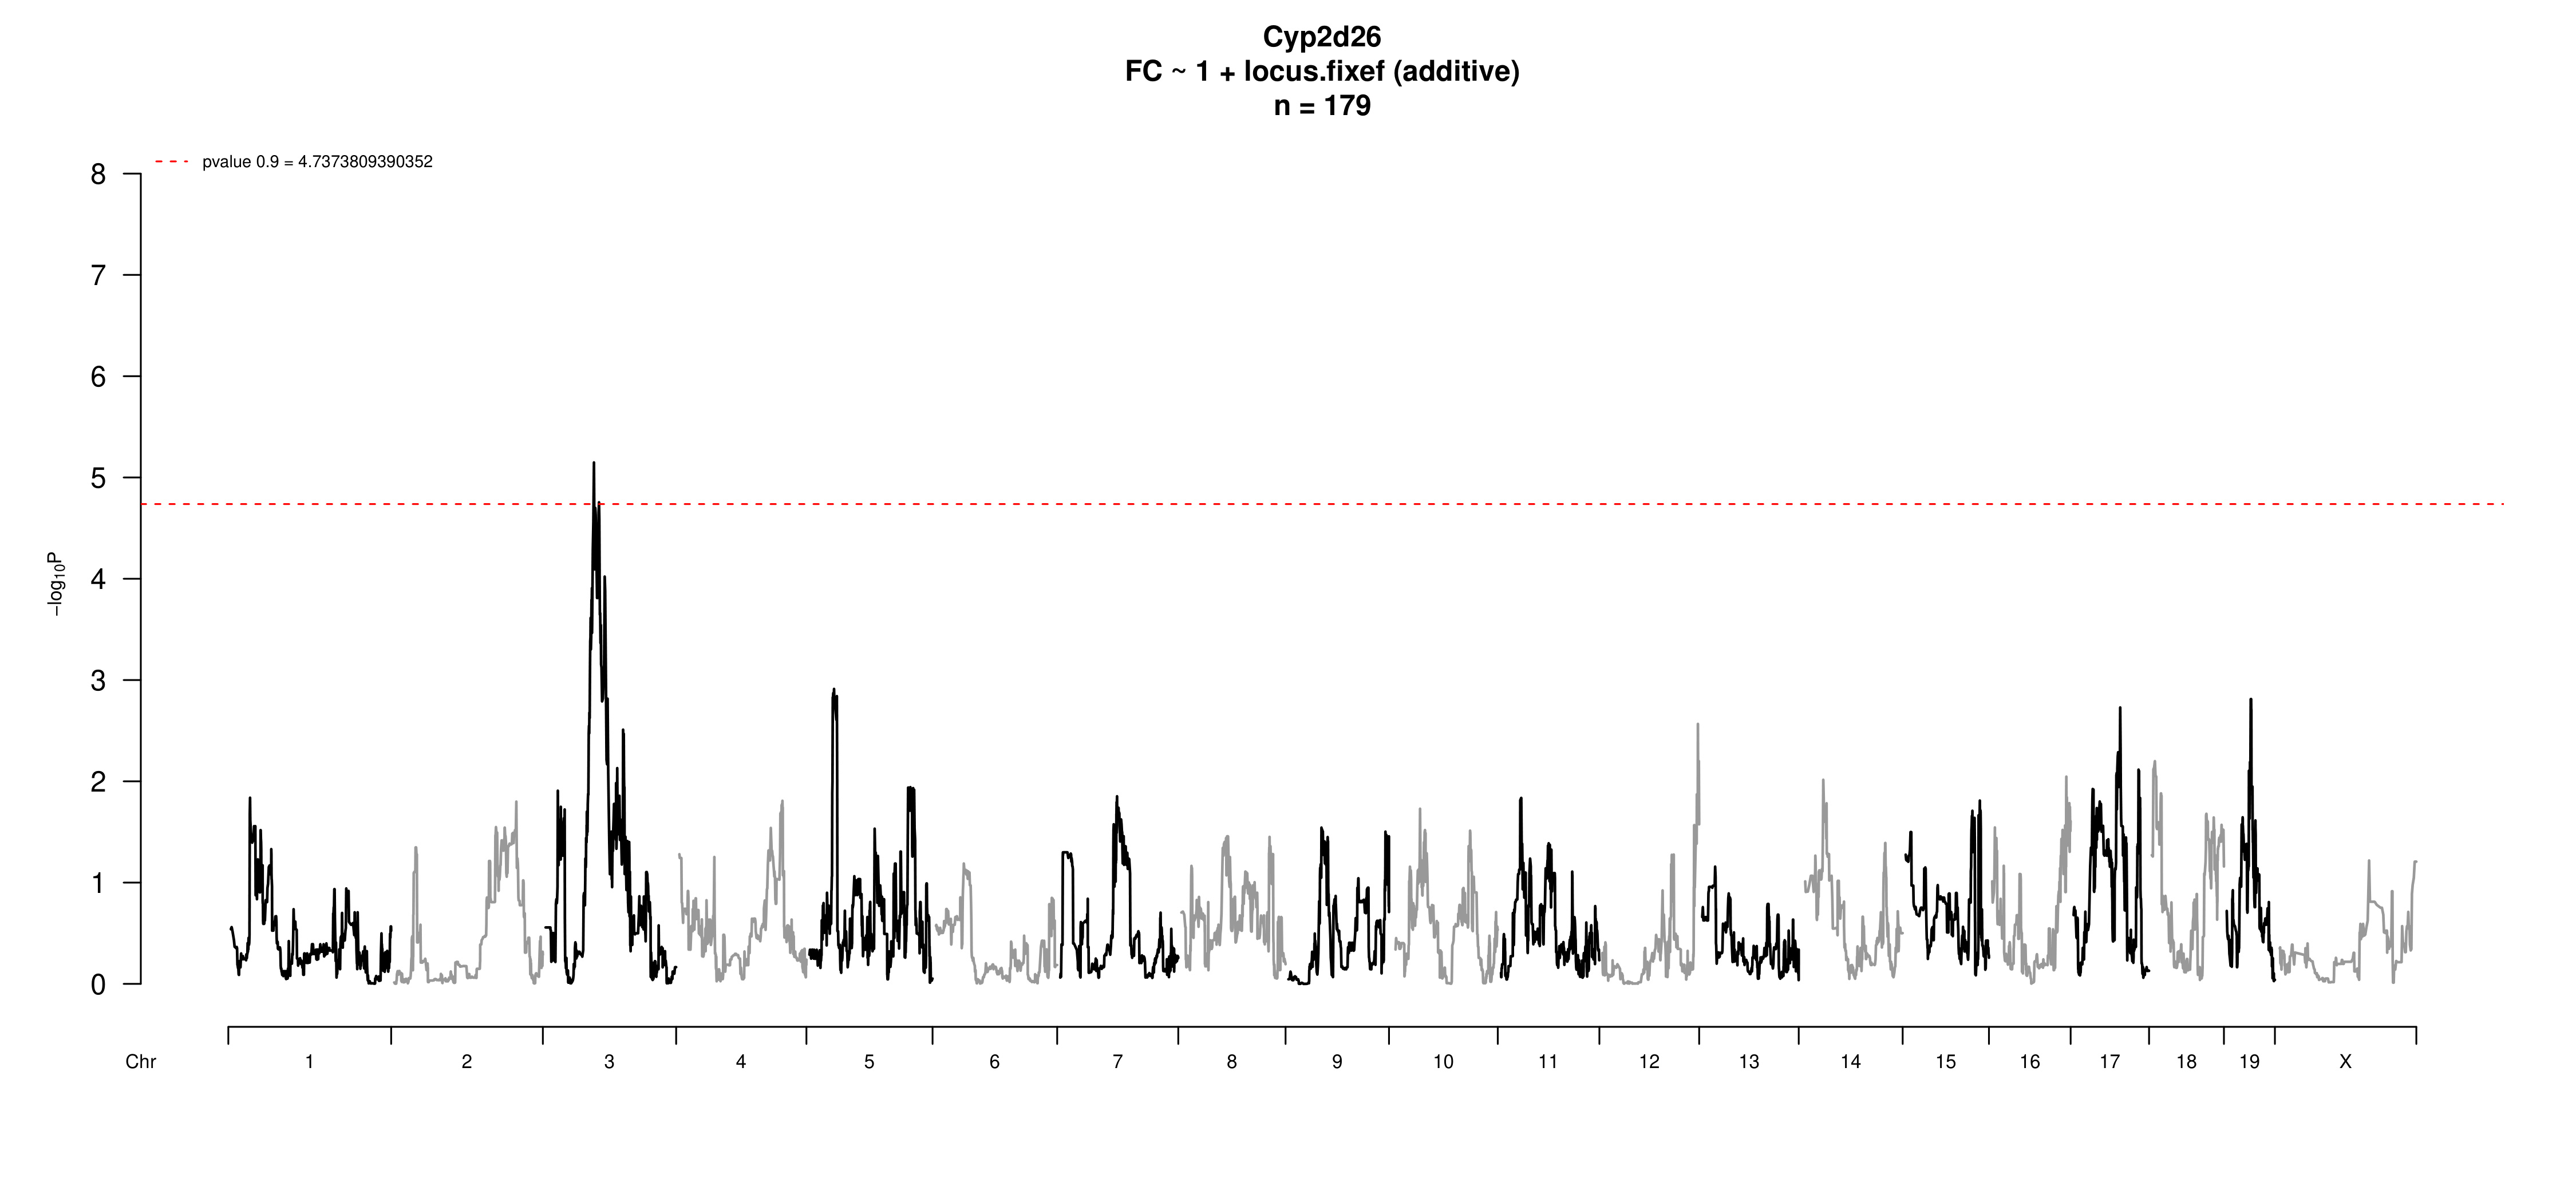 Cyp2d26
FC ~ 1 + locus.fixef (additive)
n = 179
pvalue 0.9 = 4.7373809390352
8
7
6
5
4
3
2
1
0
−log10P
Chr 1 2 3 4 5 6 7 8 9 10 11 12 13 14 15 16 17 18 19 X